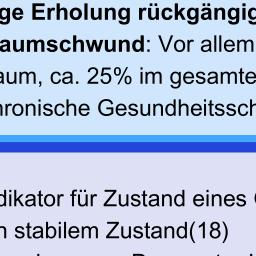 ge Erholung rückgängig
aumschwund: Vor allem
aum, ca. 25% im gesamte
hronische Gesundheitssch
dikator für Zustand eines
n stabilem Zustand(18)